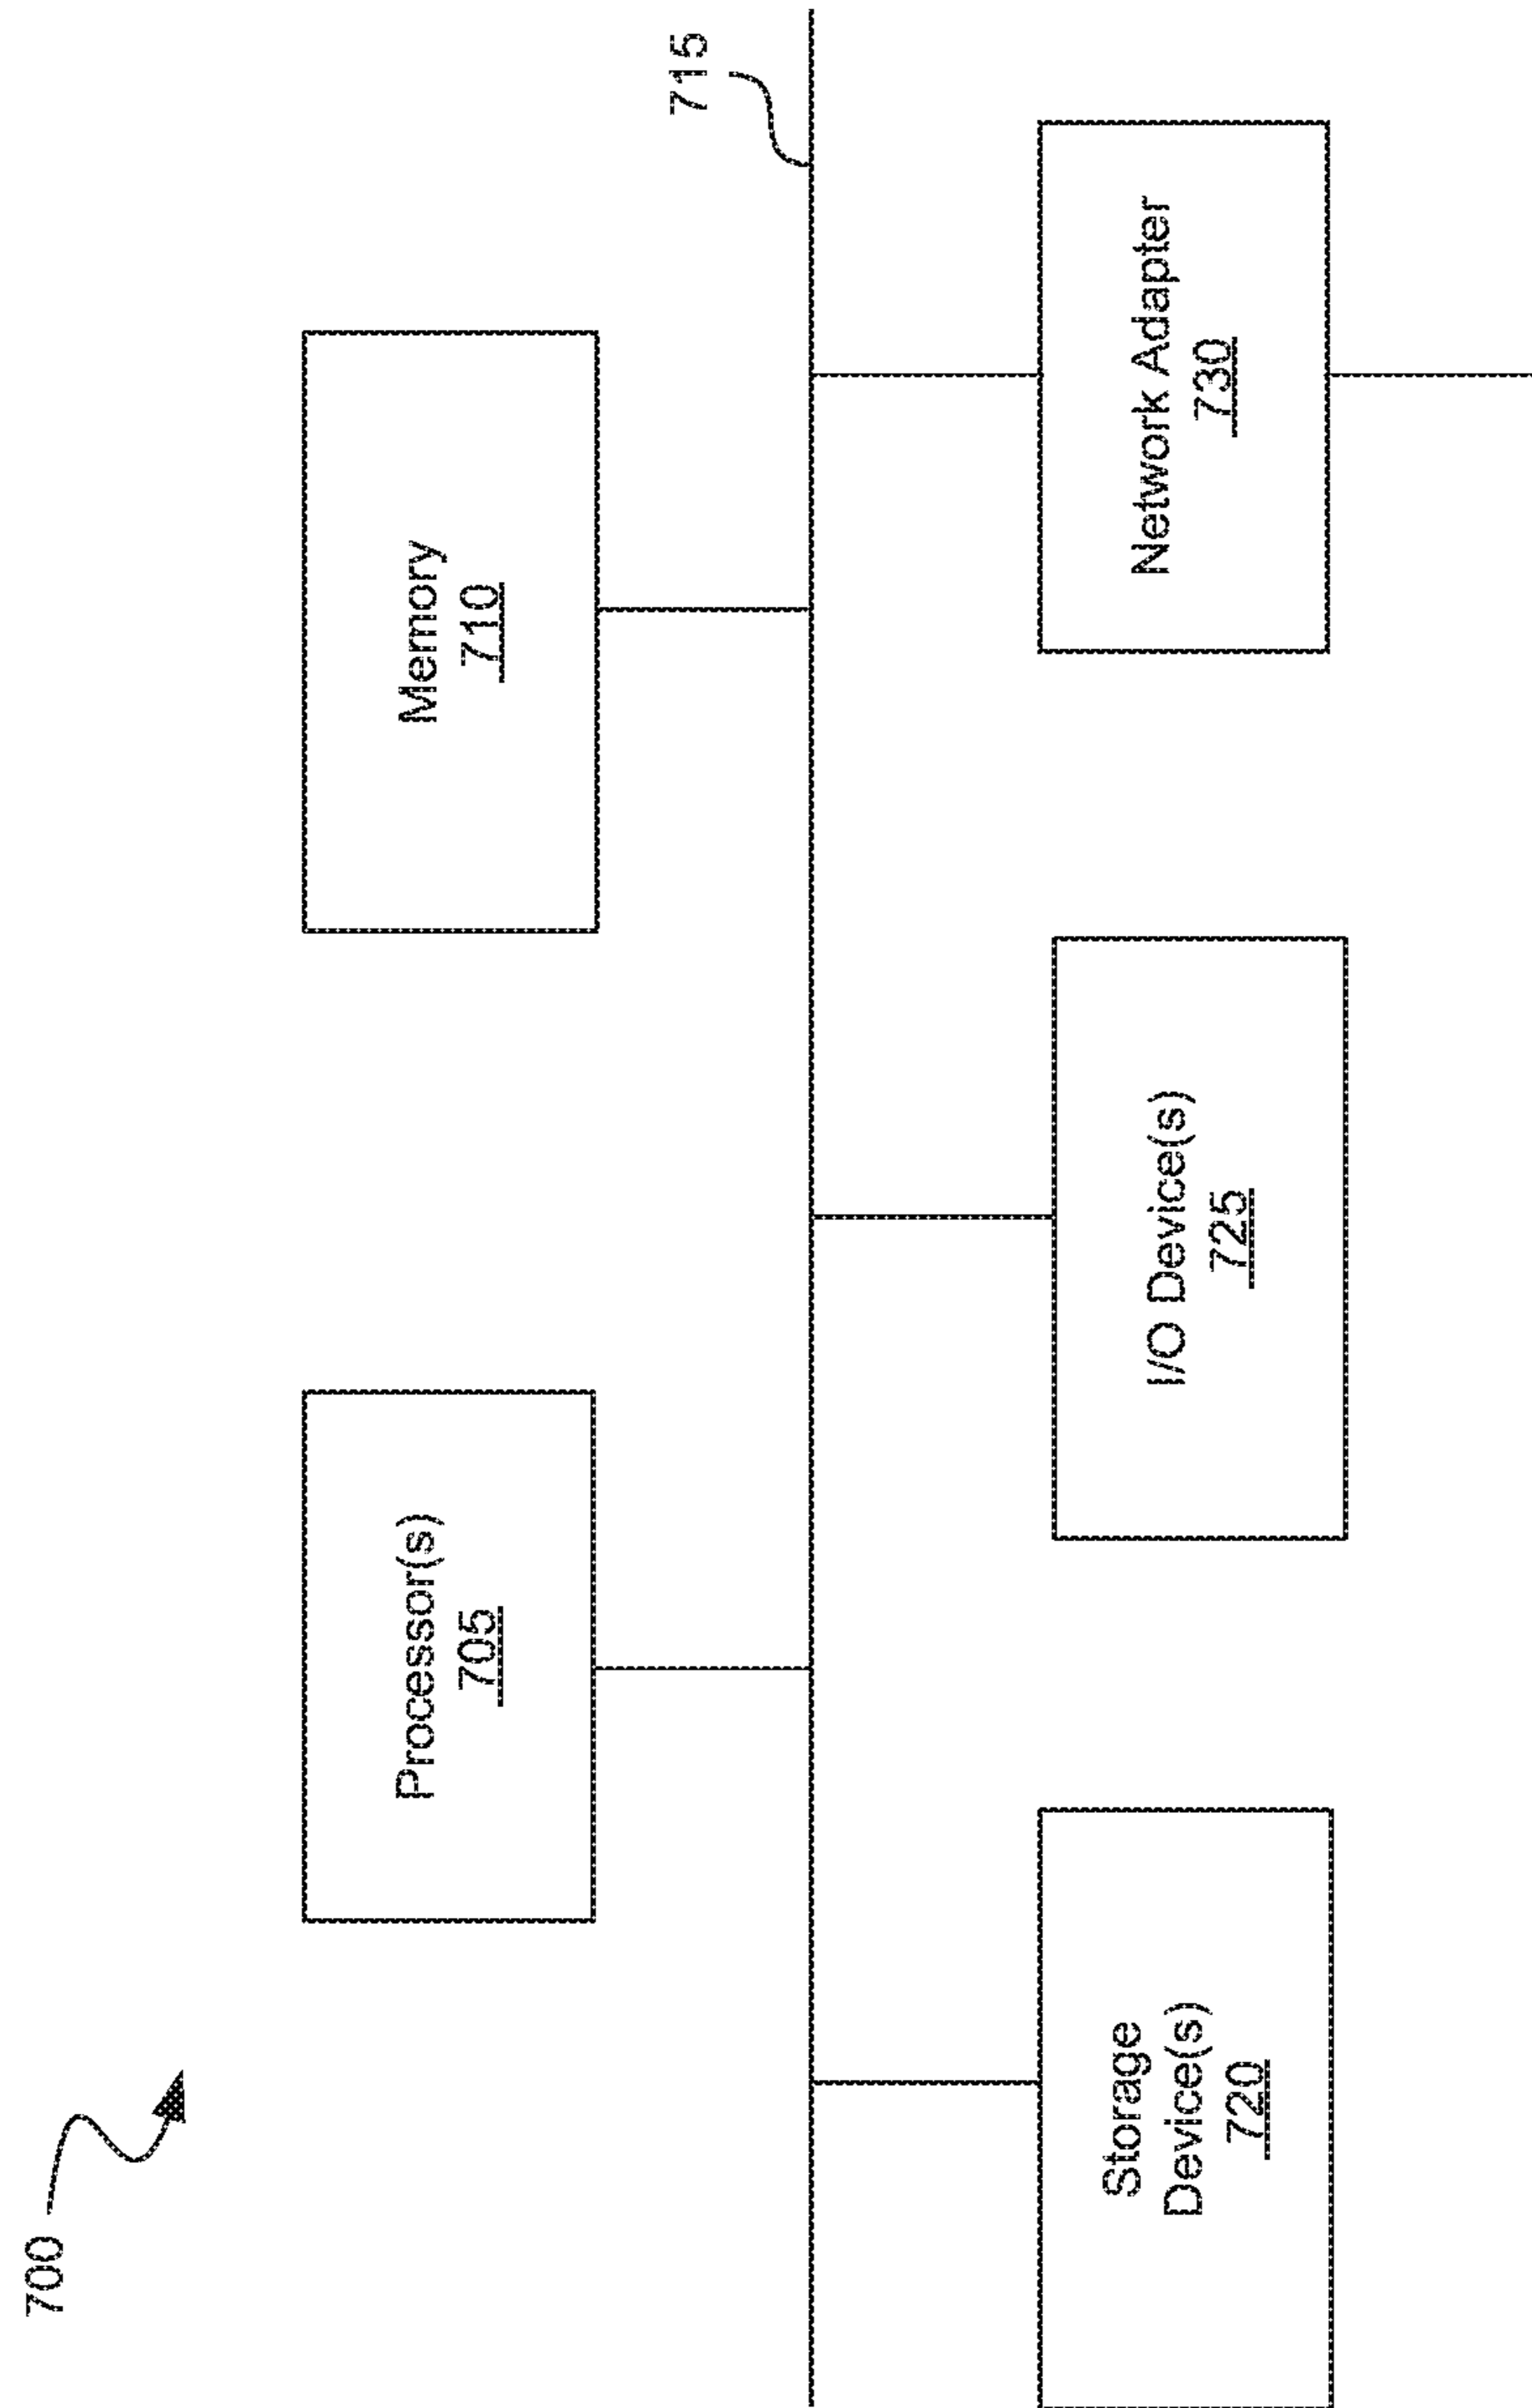 700
Processor(s)
705
Memory
710
715
Storage
Device(s)
720
I/O Device(s)
725
Network Adapter
730